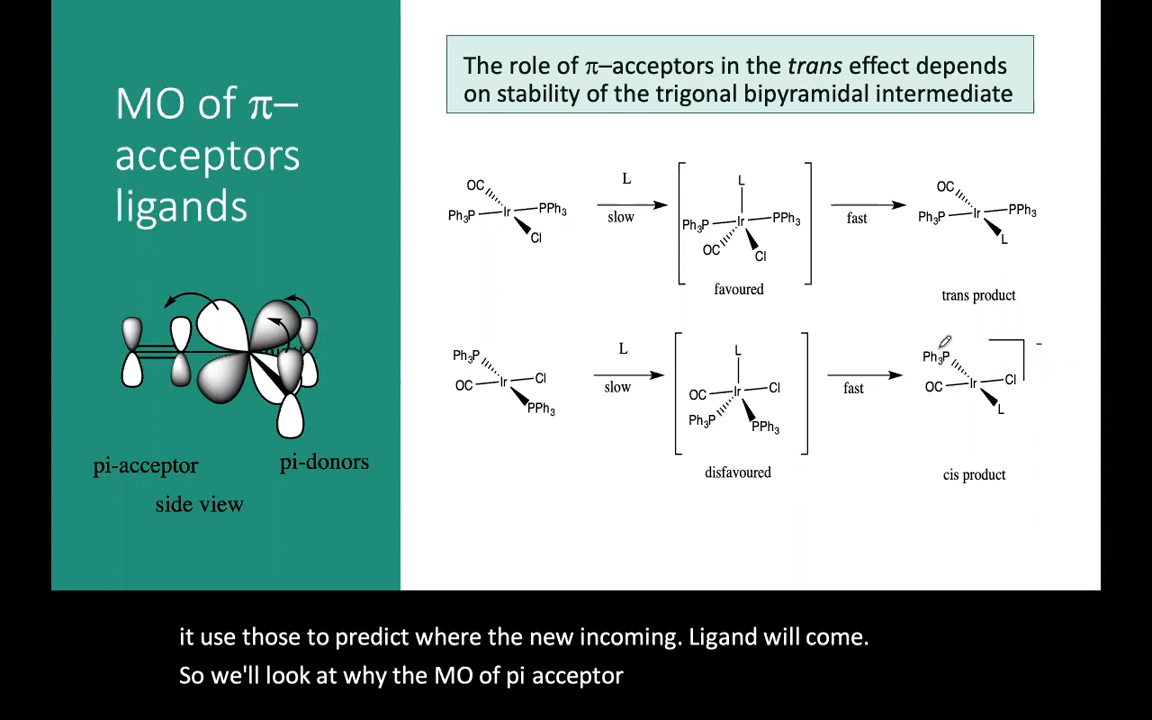 MO of π–
acceptors
ligands
The role of π–acceptors in the trans effect depends
on stability of the trigonal bipyramidal intermediate
OC
Ph3P Ir PPh3
Cl
L
slow
L
Ph3P Ir PPh3
OC Cl
favoured
fast
OC
Ph3P Ir PPh3
L
trans product
Ph3P
OC Ir Cl
PPh3
L
slow
L
OC Ir Cl
Ph3P PPh3
disfavoured
fast
Ph3P
OC Ir Cl
L
–
cis product
pi-acceptor pi-donors
side view
it use those to predict where the new incoming. Ligand will come.
So we'll look at why the MO of pi acceptor